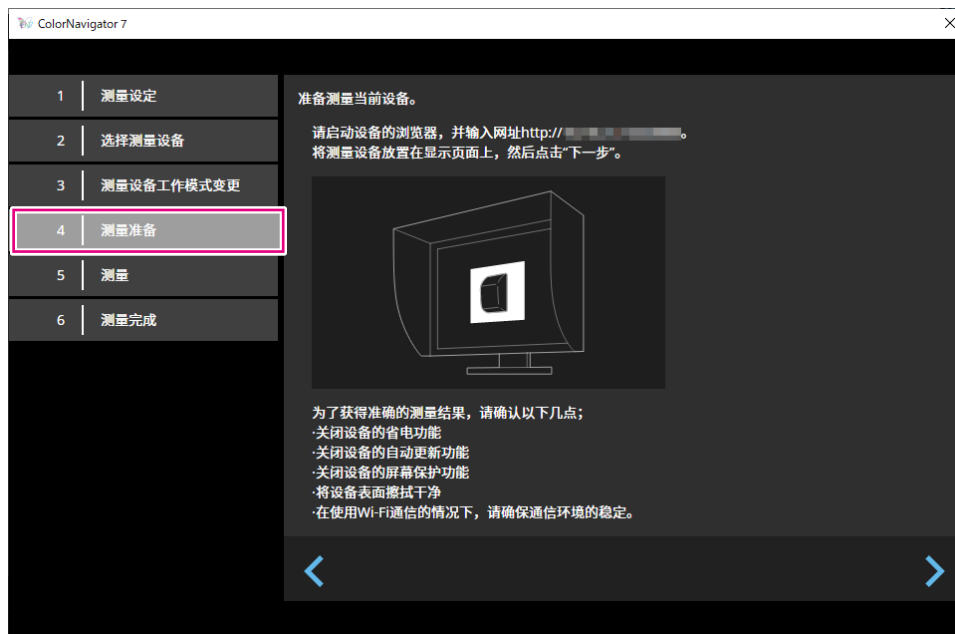 ColorNavigator 7
1 测量设定
2 选择测量设备
3 测量设备工作模式变更
4 测量准备
5 测量
6 测量完成
准备测量当前设备。
请启动设备的浏览器，并输入网址http:// 。
将测量设备放置在显示页面上，然后点击“下一步”。
为了获得准确的测量结果，请确认以下几点；
·关闭设备的省电功能
·关闭设备的自动更新功能
·关闭设备的屏幕保护功能
·将设备表面擦拭干净
·在使用Wi-Fi通信的情况下，请确保通信环境的稳定。